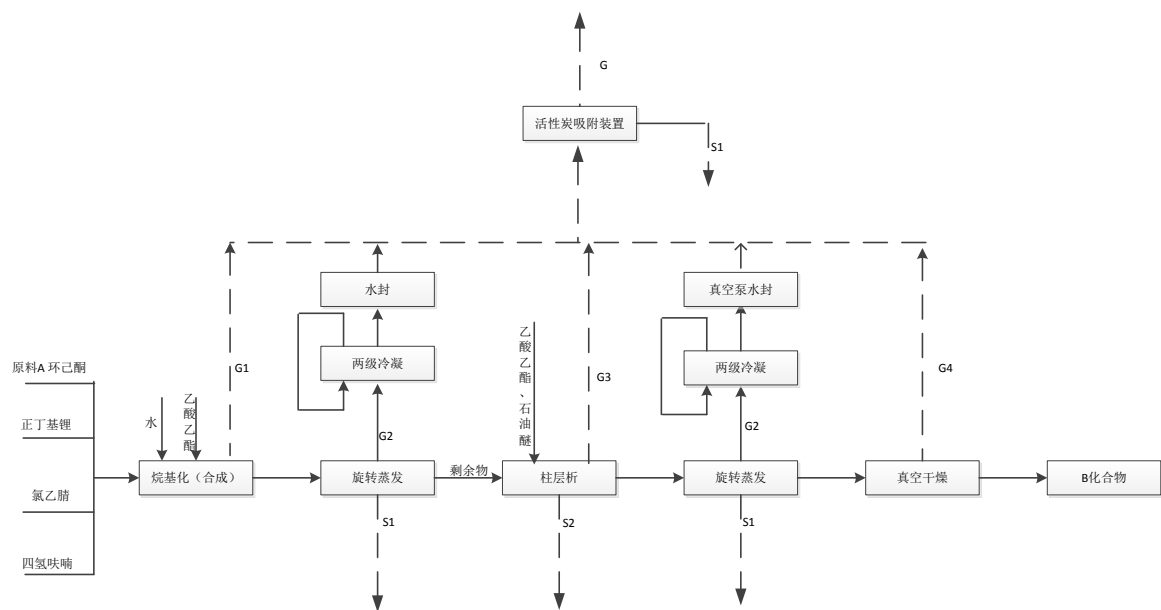 G
活性炭吸附装置
S1
水封
真空泵水封
两级冷凝
两级冷凝
原料A 环己酮
正丁基锂
氯乙腈
四氢呋喃
水
乙酸乙酯
G1
G2
乙酸乙酯、石油醚
G3
G2
G4
烷基化（合成）
旋转蒸发
剩余物
柱层析
旋转蒸发
真空干燥
B化合物
S1
S2
S1